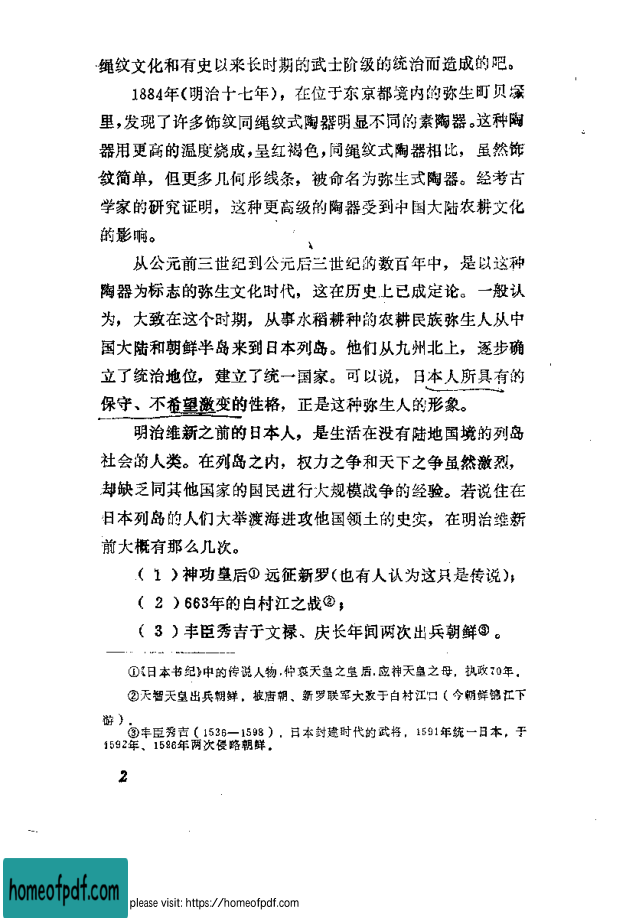 绳纹文化和有史以来长时期的武士阶级的统治而造成的吧。
1884年(明治十七年)，在位于东京都境内的弥生町贝塚
里，发现了许多饰纹同绳纹式陶器明显不同的素陶器。这种陶
器用更高的温度烧成，呈红褐色，同绳纹式陶器相比，虽然饰
纹简单，但更多几何形线条，被命名为弥生式陶器。经考古
学家的研究证明，这种更高级的陶器受到中国大陆农耕文化
的影响。
从公元前三世纪到公元后三世纪的数百年中，是以这种
陶器为标志的弥生文化时代，这在历史上已成定论。一般认
为，大致在这个时期，从事水稻耕种的农耕民族弥生人从中
国大陆和朝鲜半岛来到日本列岛。他们从九州北上，逐步确
立了统治地位，建立了统一国家。可以说，日本人所具有的
保守、不希望激变的性格，正是这种弥生人的形象。
明治维新之前的日本人，是生活在没有陆地国境的列岛
社会的人类。在列岛之内，权力之争和天下之争虽然激烈，
却缺乏同其他国家的国民进行大规模战争的经验。若说住在
日本列岛的人们大举渡海进攻他国领土的史实，在明治维新
前大概有那么几次。
(1)神功皇后① 远征新罗(也有人认为这只是传说)；
(2)663年的白村江之战②；
(3)丰臣秀吉于文禄、庆长年间两次出兵朝鲜③。
①《日本书纪》中的传说人物，仲哀天皇之皇后，应神天皇之母，执政70年。
②天智天皇出兵朝鲜，被唐朝、新罗联军大败于白村江口(今朝鲜锦江下
游)。
③丰臣秀吉(1536—1598)，日本封建时代的武将，1591年统一日本，于
1592年、1596年两次侵略朝鲜。
2
homeofpdf.com
please visit: https://homeofpdf.com